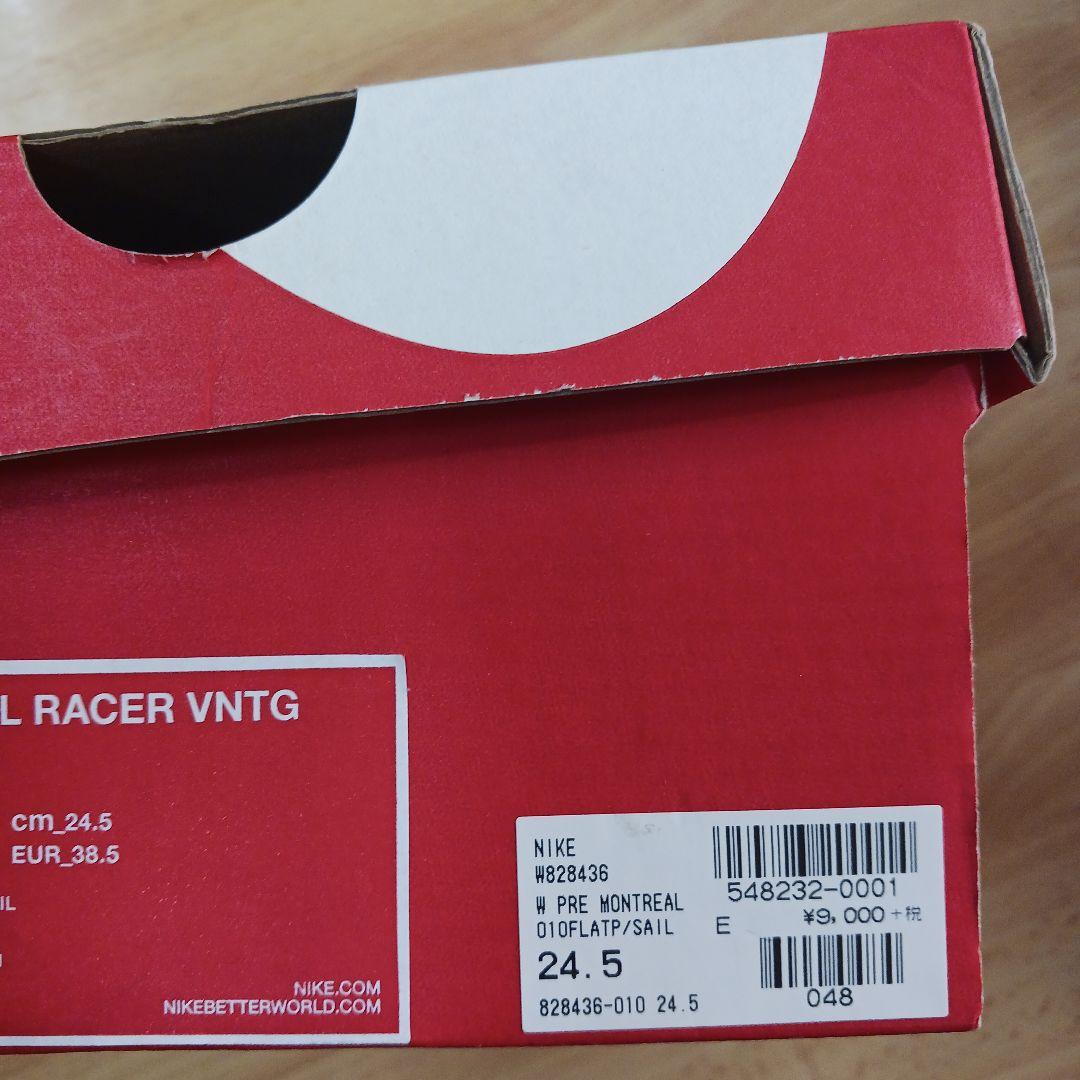 L RACER VNTG
cm_24.5
EUR_38.5
IL
NIKE.COM
NIKEBETTERWORLD.COM
NIKE
W828436
W PRE MONTREAL
010FLATP/SAIL
24.5
828436-010 24.5
548232-0001
E ¥9,000+税
048